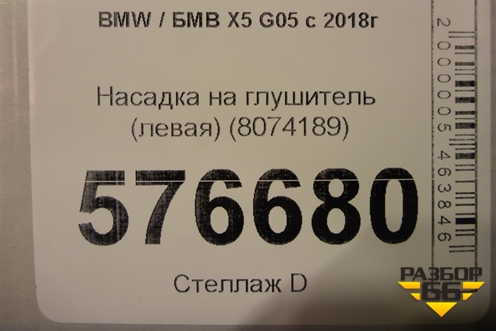 BMW / БМВ X5 G05 с 2018г
Насадка на глушитель
(левая) (8074189)
576680
Стеллаж D
2000005463846
РАЗБОР
66